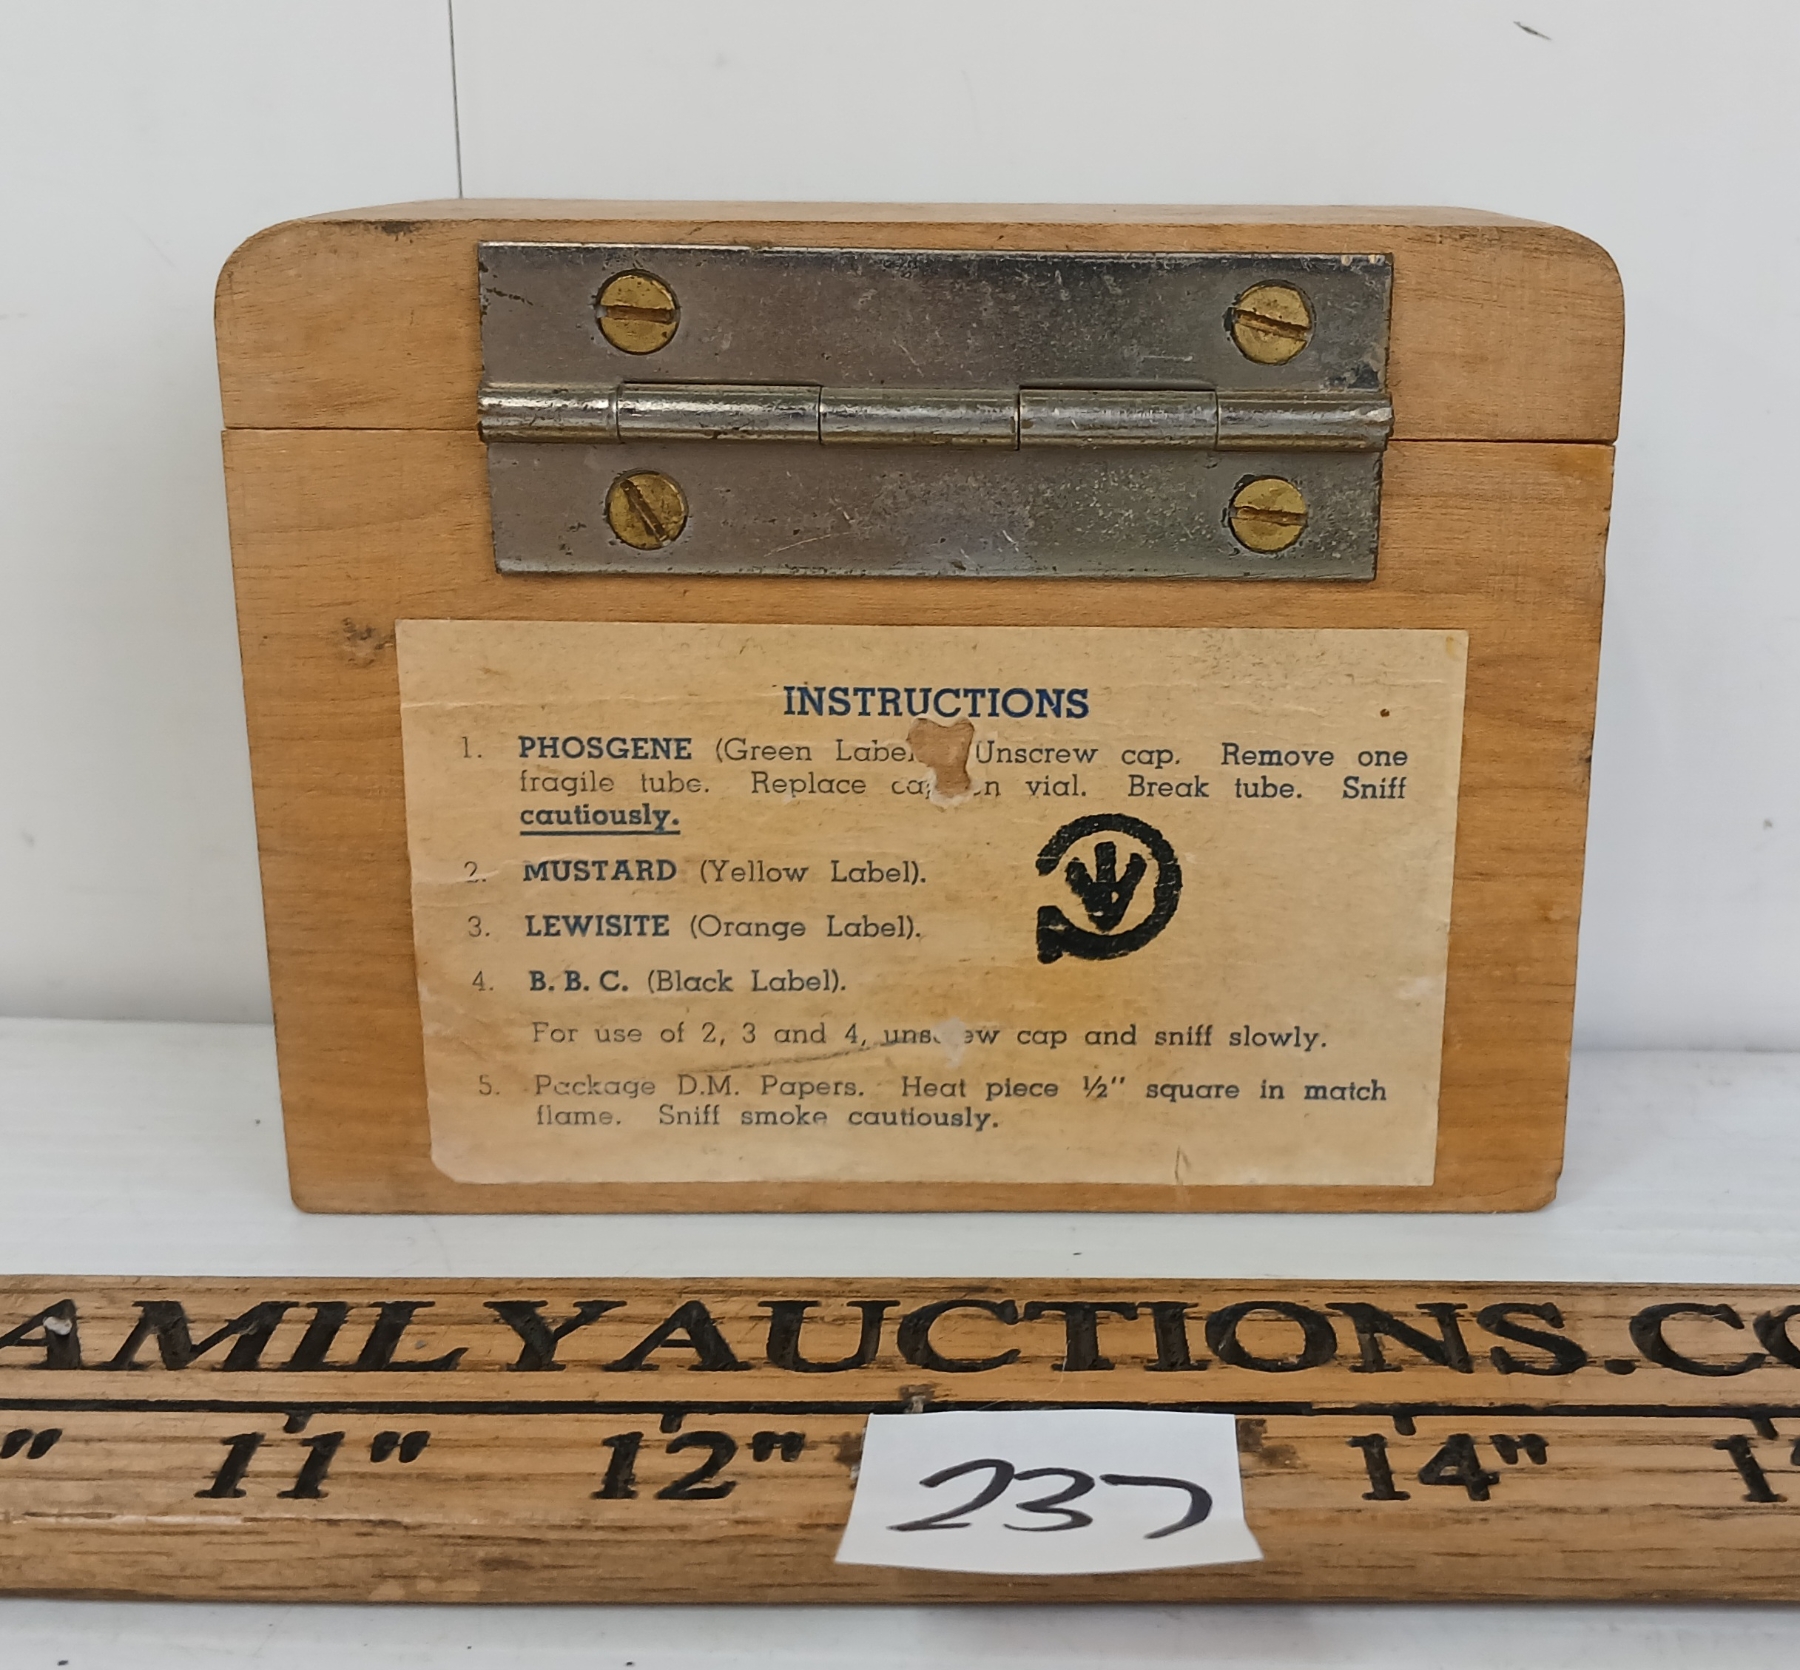 INSTRUCTIONS
1. PHOSGENE (Green Label Unscrew cap. Remove one
fragile tube. Replace vial. Break tube. Sniff
cautiously.
2. MUSTARD (Yellow Label).
3. LEWISITE (Orange Label).
4. B. B. C. (Black Label).
For use of 2, 3 and 4, cap and sniff slowly.
5. Package D.M. Papers. Heat piece ½" square in match
flame. Sniff smoke cautiously.
AMILYAUCTIONS.CO
11" 12" 14"
237